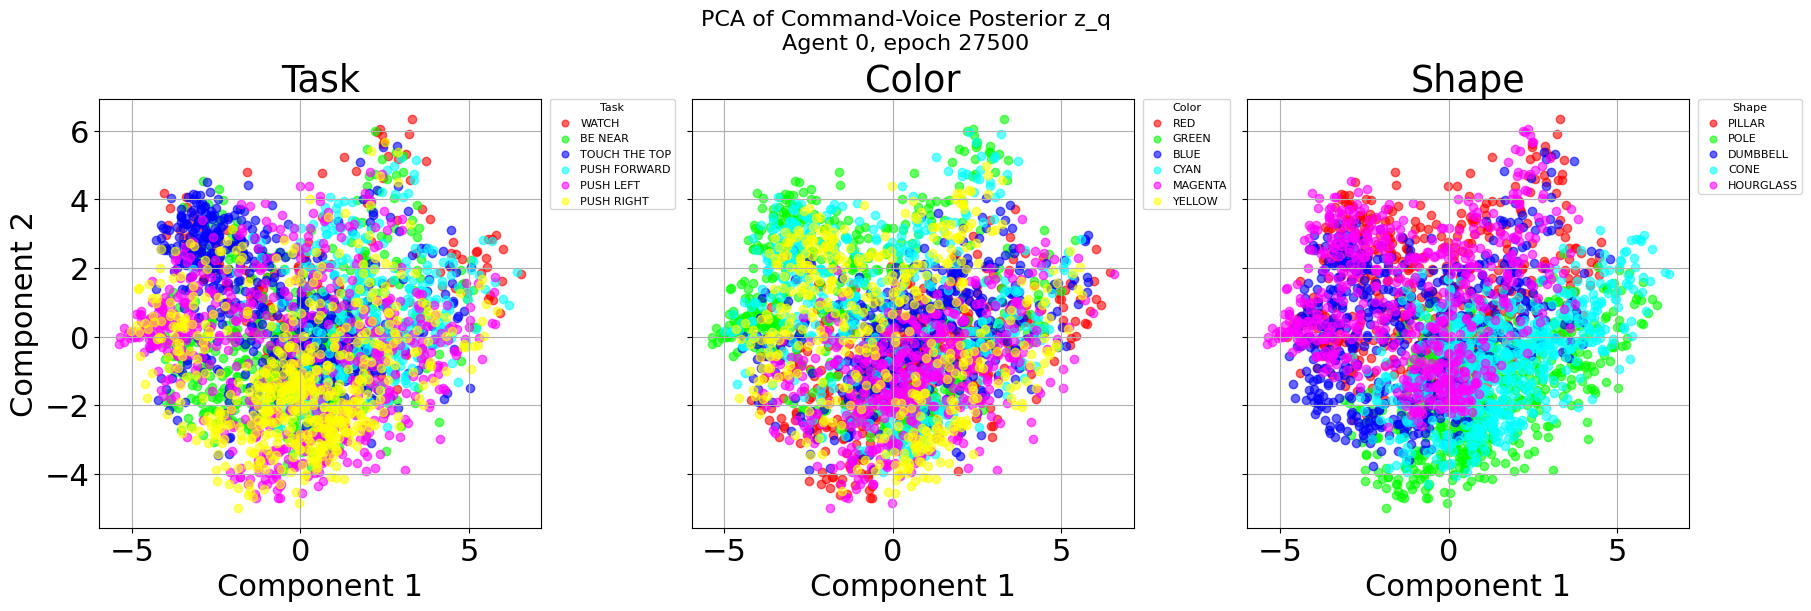 PCA of Command-Voice Posterior z_q
Agent 0, epoch 27500
Task
Color
Shape
Component 2
6
4
2
0
−2
−4
−5
0
5
Component 1
Task
WATCH
BE NEAR
TOUCH THE TOP
PUSH FORWARD
PUSH LEFT
PUSH RIGHT
−5
0
5
Component 1
Color
RED
GREEN
BLUE
CYAN
MAGENTA
YELLOW
−5
0
5
Component 1
Shape
PILLAR
POLE
DUMBBELL
CONE
HOURGLASS